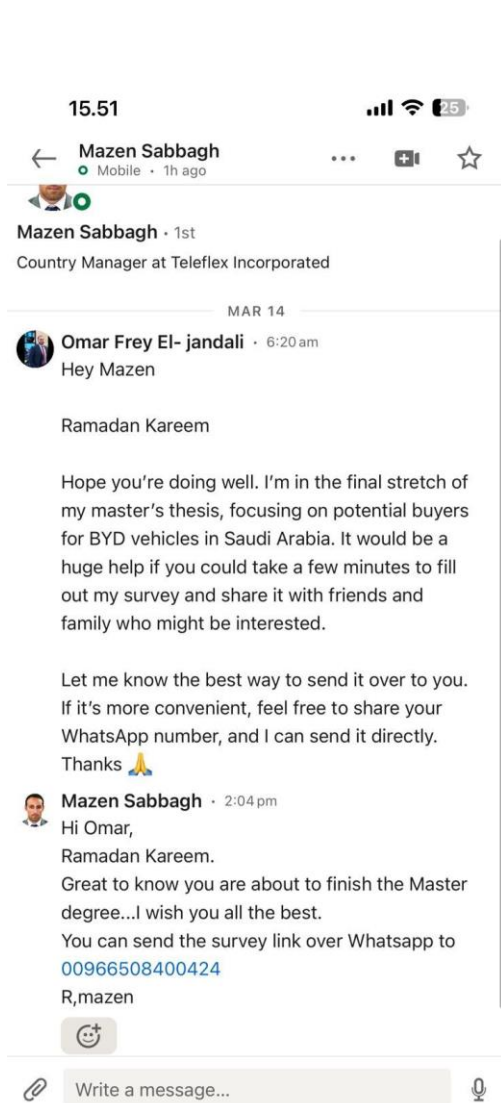 15.51
25
Mazen Sabbagh
Mobile · 1h ago
Mazen Sabbagh · 1st
Country Manager at Teleflex Incorporated
MAR 14
Omar Frey El- jandali · 6:20 am
Hey Mazen
Ramadan Kareem
Hope you're doing well. I'm in the final stretch of
my master's thesis, focusing on potential buyers
for BYD vehicles in Saudi Arabia. It would be a
huge help if you could take a few minutes to fill
out my survey and share it with friends and
family who might be interested.
Let me know the best way to send it over to you.
If it's more convenient, feel free to share your
WhatsApp number, and I can send it directly.
Thanks 🙏
Mazen Sabbagh · 2:04 pm
Hi Omar,
Ramadan Kareem.
Great to know you are about to finish the Master
degree...I wish you all the best.
You can send the survey link over Whatsapp to
00966508400424
R,mazen
Write a message...